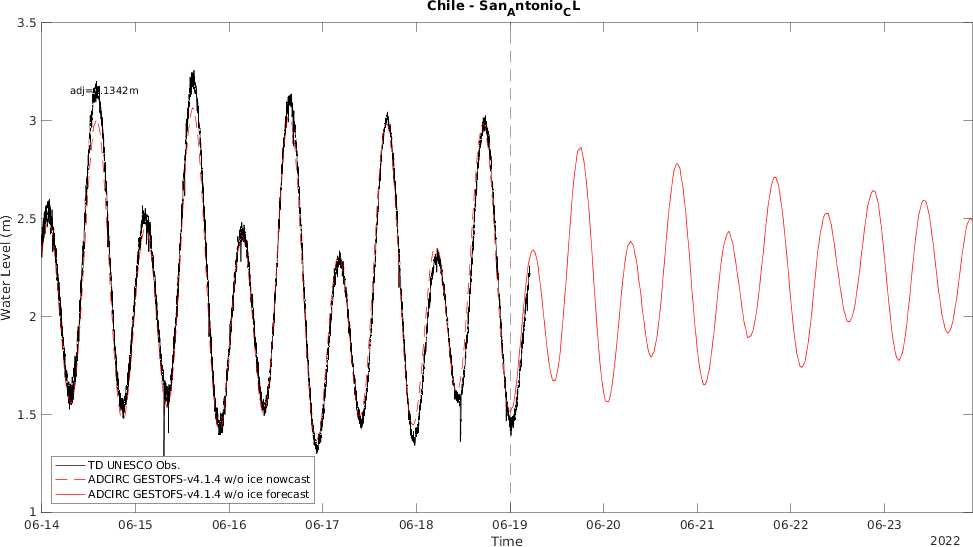 Chile - SanAntonioCL
3.5
adj= .1342m
3
2.5
Water Level (m)
2
1.5
TD UNESCO Obs.
ADCIRC GESTOFS-v4.1.4 w/o ice nowcast
ADCIRC GESTOFS-v4.1.4 w/o ice forecast
1
06-14 06-15 06-16 06-17 06-18 06-19 06-20 06-21 06-22 06-23
Time
2022